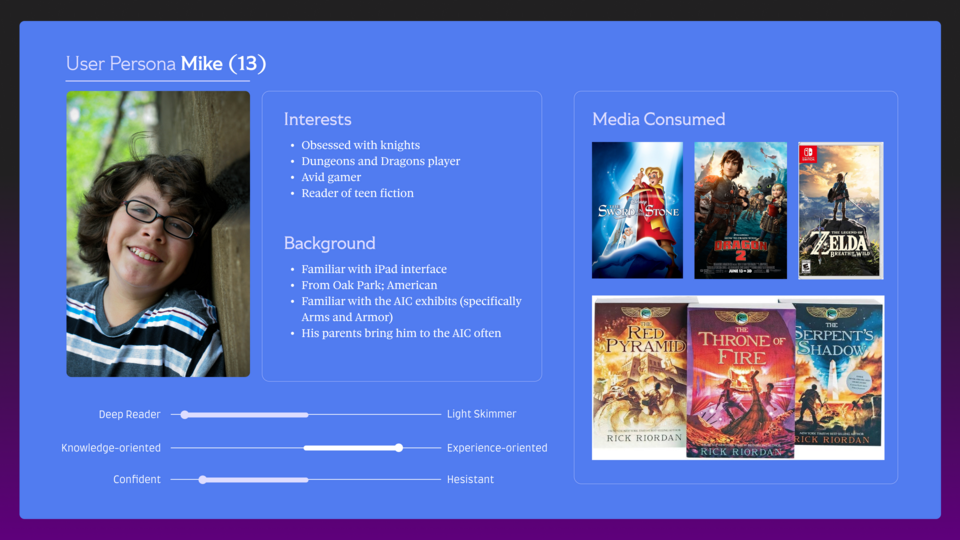 User Persona Mike (13)
Interests
• Obsessed with knights
• Dungeons and Dragons player
• Avid gamer
• Reader of teen fiction
Background
• Familiar with iPad interface
• From Oak Park; American
• Familiar with the AIC exhibits (specifically
Arms and Armor)
• His parents bring him to the AIC often
Deep Reader
Light Skimmer
Knowledge-oriented
Experience-oriented
Confident
Hesistant
Media Consumed
SWORD IN THE STONE
DRAGON
2
JUNE 13
THE LEGEND OF
ZELDA
BREATH OF THE WILD
THE
RED
PYRAMID
RICK RIORDAN
THE
THRONE OF
FIRE
RICK RIORDAN
THE
SERPENT'S
SHADOW
RICK RIORDAN